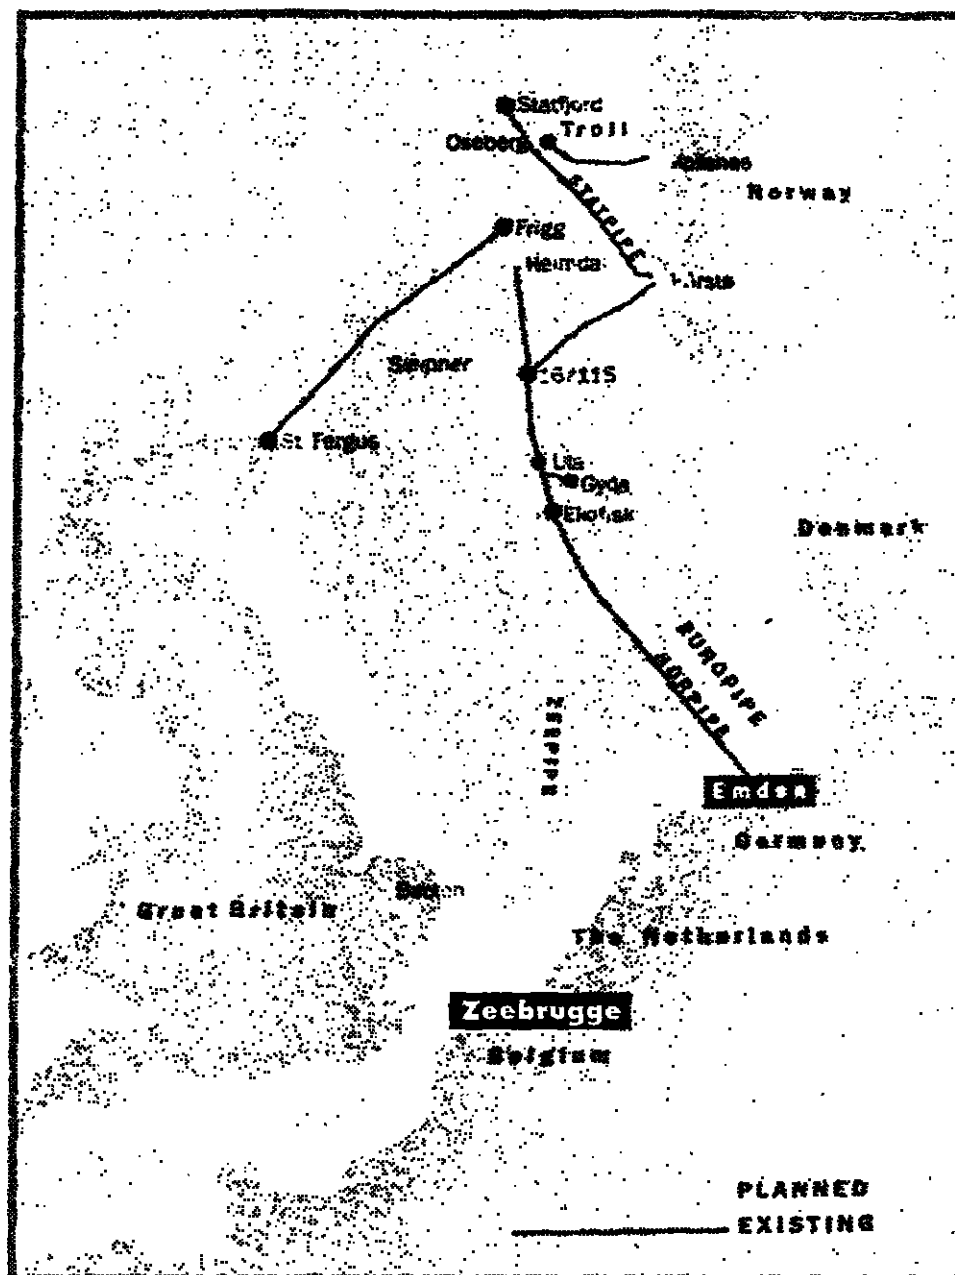 Statfjord
Troll
Oseberg
Norway
STATPIPE
Frigg
Heimda
Sleipner
16/11S
St Fergus
Ula
Gyda
Ekofisk
Denmark
EUROPIPE
NORPIPE
Zeepipe
Emden
Germany
Great Britain
The Netherlands
Zeebrugge
Belgium
PLANNED
EXISTING